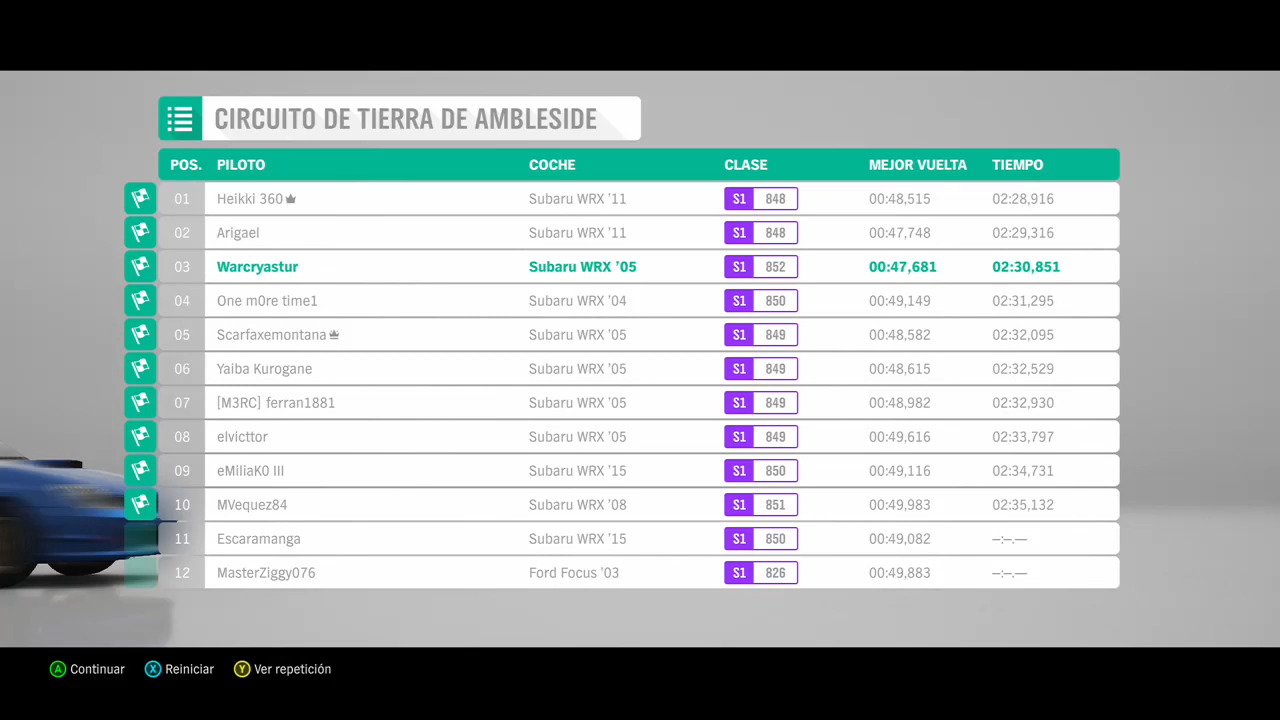 CIRCUITO DE TIERRA DE AMBLESIDE
POS. PILOTO COCHE CLASE MEJOR VUELTA TIEMPO
01 Heikki 360 Subaru WRX '11 S1 848 00:48,515 02:28,916
02 Arigael Subaru WRX '11 S1 848 00:47,748 02:29,316
03 Warcryastur Subaru WRX '05 S1 852 00:47,681 02:30,851
04 One m0re time1 Subaru WRX '04 S1 850 00:49,149 02:31,295
05 Scarfaxemontana Subaru WRX '05 S1 849 00:48,582 02:32,095
06 Yaiba Kurogane Subaru WRX '05 S1 849 00:48,615 02:32,529
07 [M3RC] ferran1881 Subaru WRX '05 S1 849 00:48,982 02:32,930
08 elvicttor Subaru WRX '05 S1 849 00:49,616 02:33,797
09 eMiliaK0 III Subaru WRX '15 S1 850 00:49,116 02:34,731
10 MVequez84 Subaru WRX '08 S1 851 00:49,983 02:35,132
11 Escaramanga Subaru WRX '15 S1 850 00:49,082 —:—.—
12 MasterZiggy076 Ford Focus '03 S1 826 00:49,883 —:—.—
A Continuar X Reiniciar Y Ver repetición